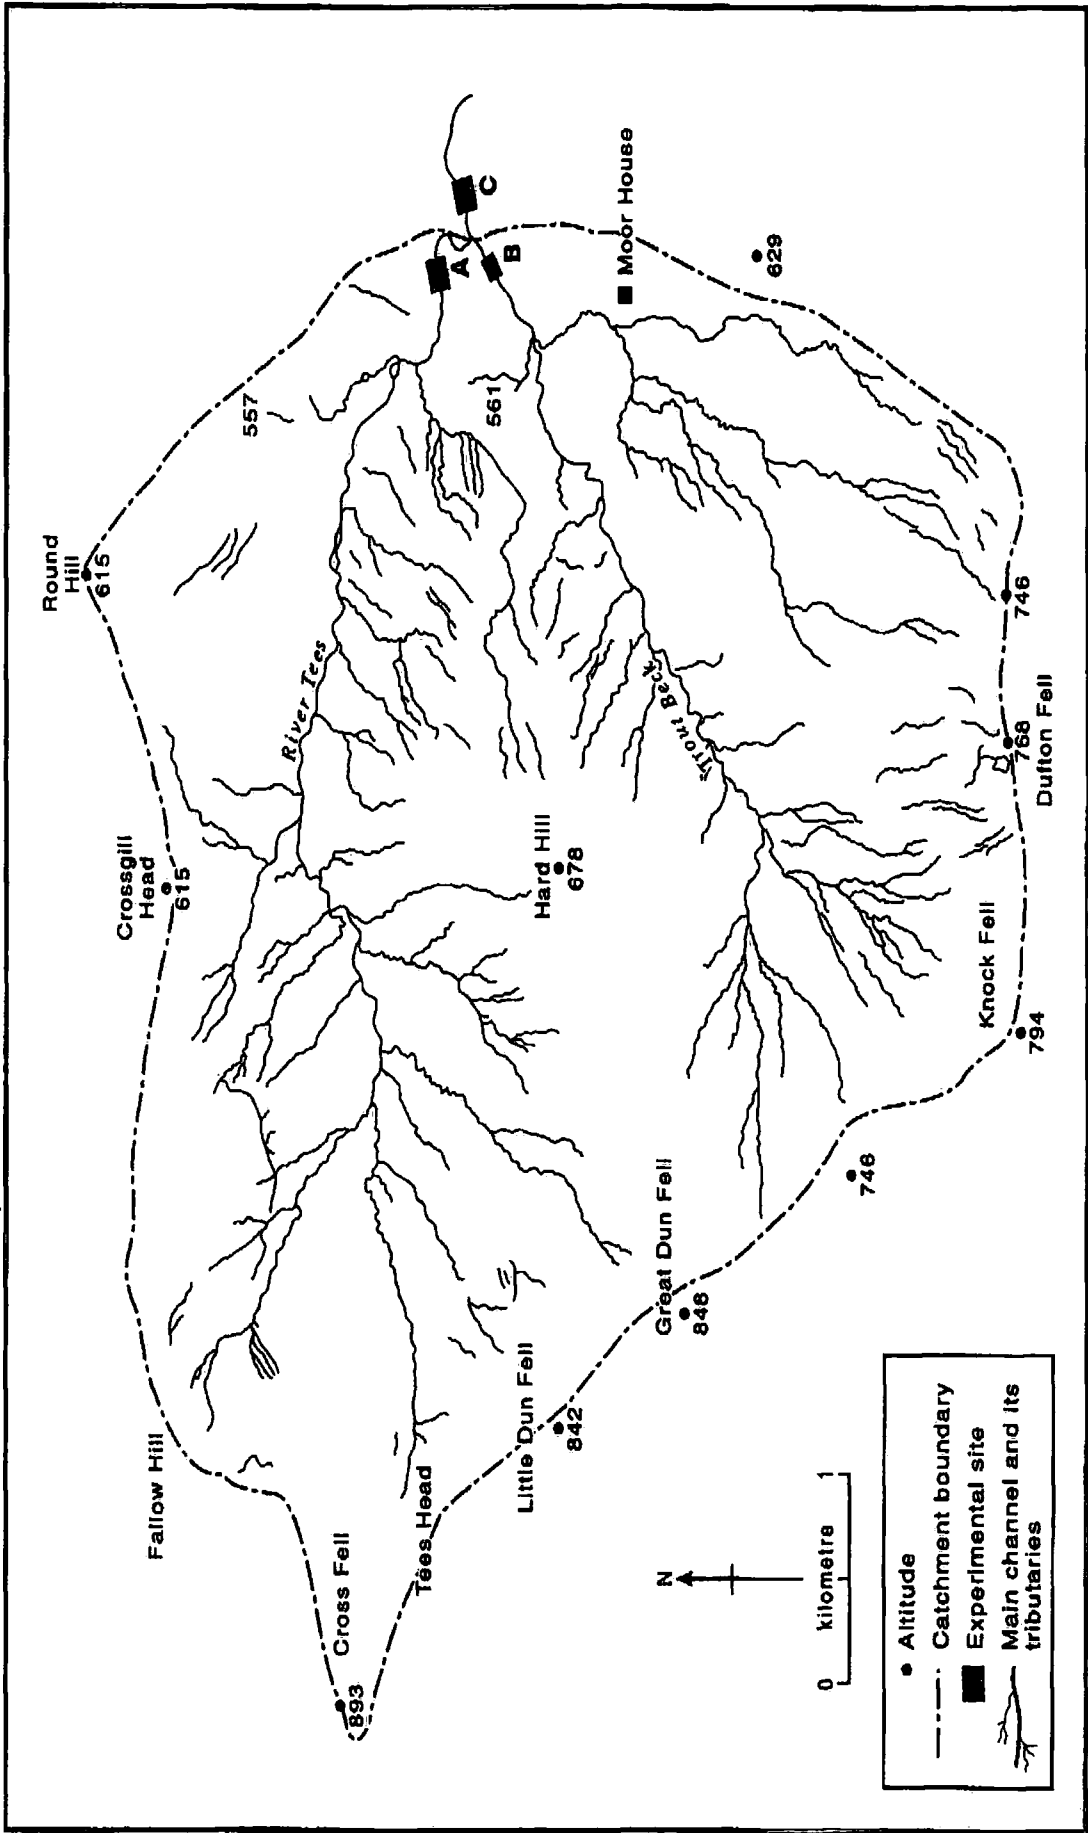 Round
Hill
615
Crossgill
Head
615
Fallow Hill
557
River Tees
Cross Fell
893
Tees Head
A
C
561
B
Little Dun Fell
842
Hard Hill
678
Moor House
Trout Beck
Great Dun Fell
848
629
746
Knock Fell
794
768
746
Dufton Fell
N
0 kilometre 1
Altitude
Catchment boundary
Experimental site
Main channel and its
tributaries